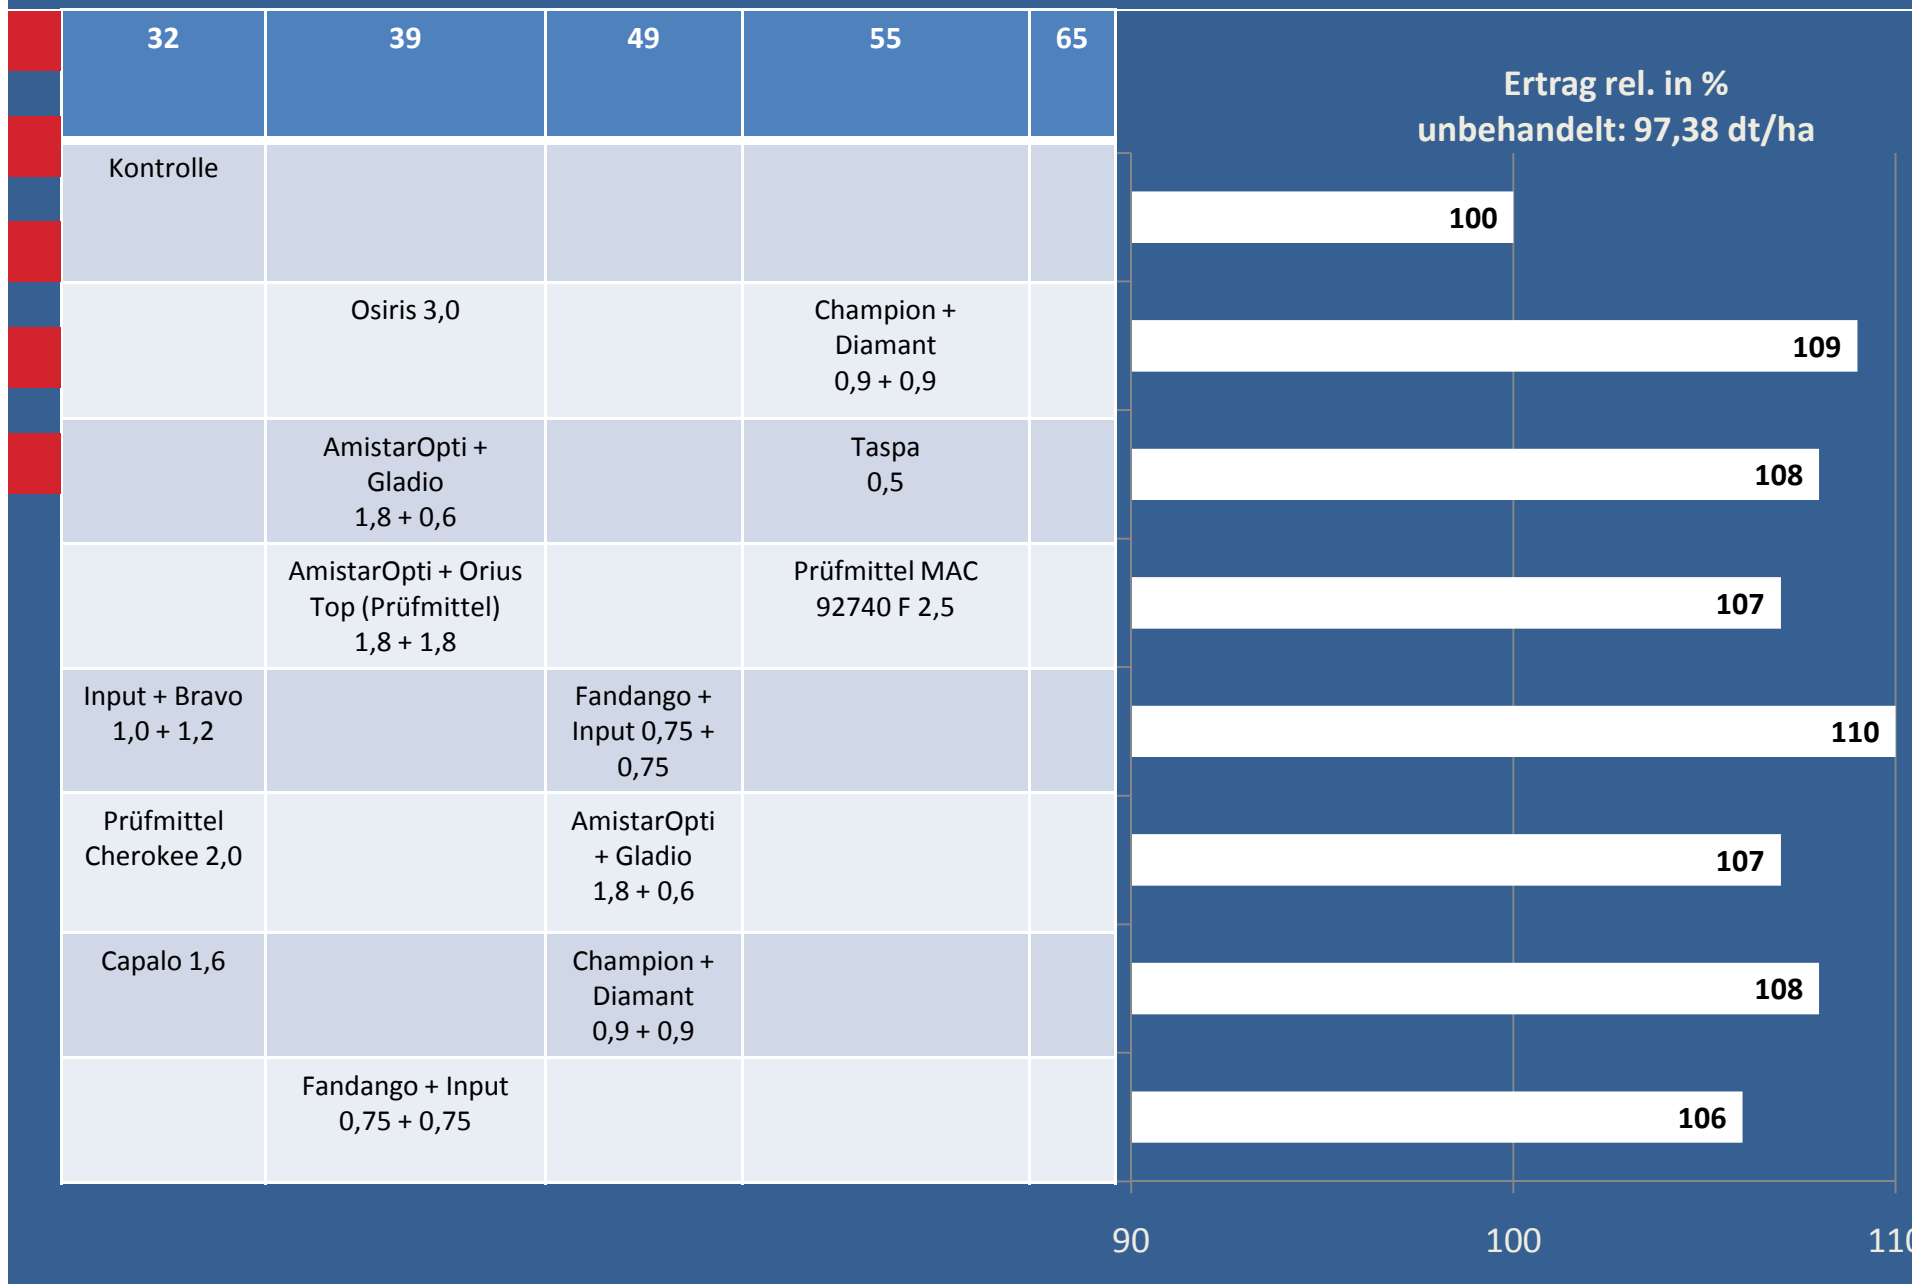 32 39 49 55 65
Ertrag rel. in %
unbehandelt: 97,38 dt/ha
Kontrolle
100
Osiris 3,0
Champion +
Diamant
0,9 + 0,9
109
AmistarOpti +
Gladio
1,8 + 0,6
Taspa
0,5
108
AmistarOpti + Orius
Top (Prüfmittel)
1,8 + 1,8
Prüfmittel MAC
92740 F 2,5
107
Input + Bravo
1,0 + 1,2
Fandango +
Input 0,75 +
0,75
110
Prüfmittel
Cherokee 2,0
AmistarOpti
+ Gladio
1,8 + 0,6
107
Capalo 1,6
Champion +
Diamant
0,9 + 0,9
108
Fandango + Input
0,75 + 0,75
106
90 100 110